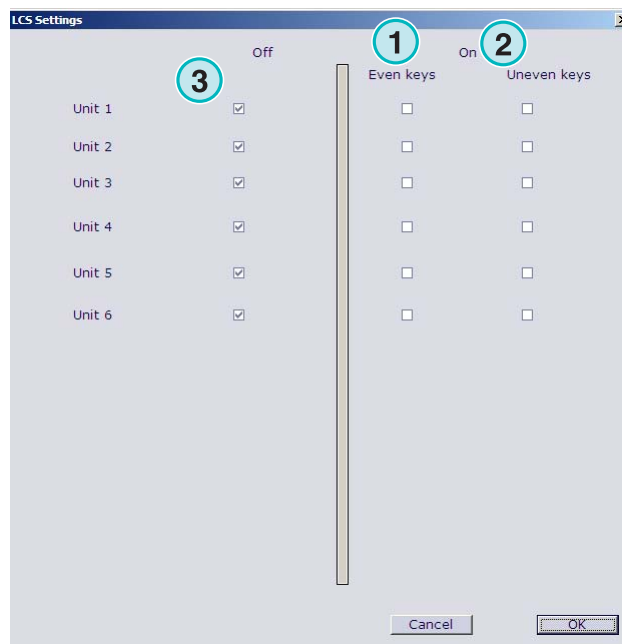 LCS Settings
Off
1
On
2
3
Even keys
Uneven keys
Unit 1
Unit 2
Unit 3
Unit 4
Unit 5
Unit 6
Cancel
OK